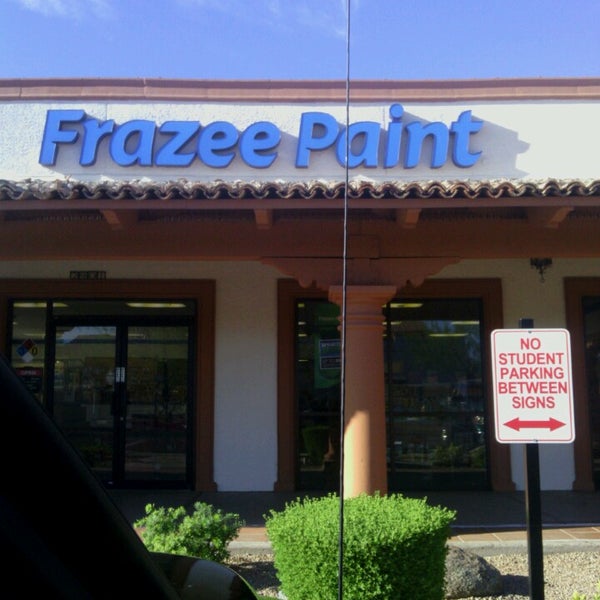 Frazee Paint
NO
STUDENT
PARKING
BETWEEN
SIGNS